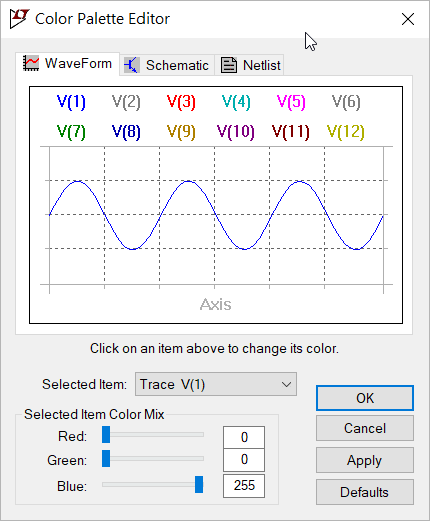 Color Palette Editor
WaveForm Schematic Netlist
V(1) V(2) V(3) V(4) V(5) V(6)
V(7) V(8) V(9) V(10) V(11) V(12)
Axis
Click on an item above to change its color.
Selected Item: Trace V(1)
OK
Selected Item Color Mix
Cancel
Red: 0
Green: 0
Apply
Blue: 255
Defaults